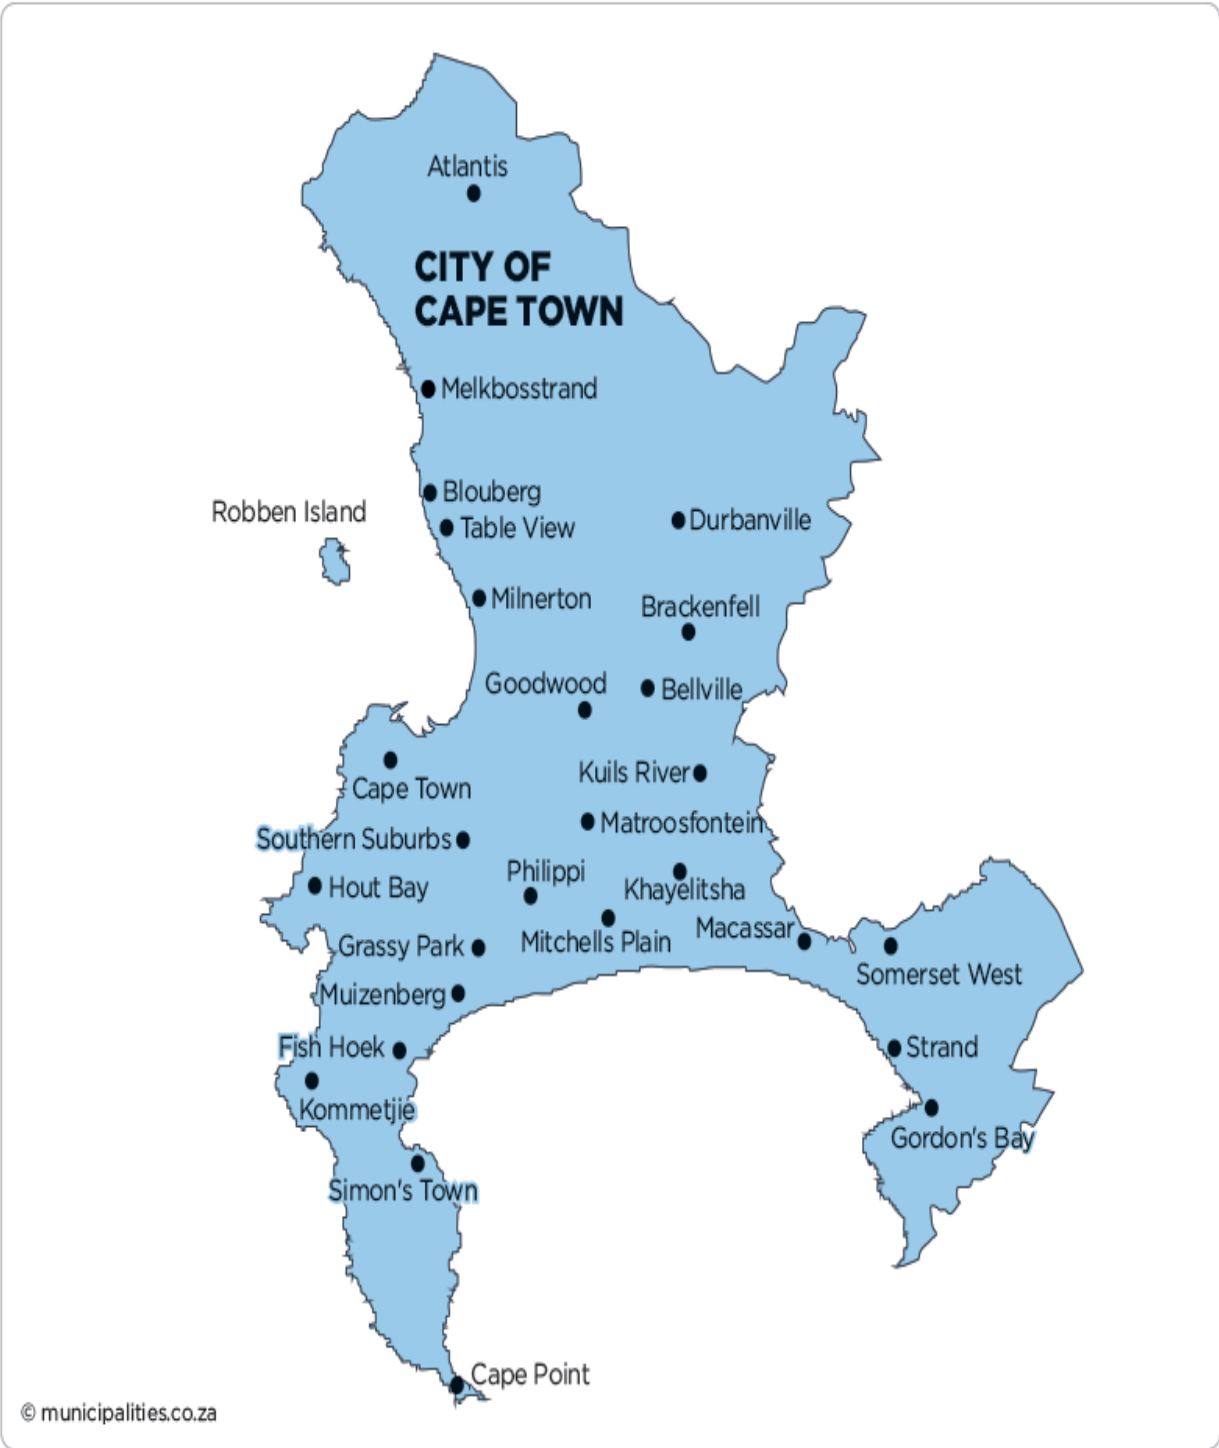 Atlantis
CITY OF
CAPE TOWN
Melkbosstrand
Blouberg
Robben Island
Durbanville
Table View
Milnerton
Brackenfell
Goodwood
Bellville
Kuils River
Cape Town
Matroosfontein
Southern Suburbs
Philippi
Hout Bay
Khayelitsha
Macassar
Mitchells Plain
Grassy Park
Somerset West
Muizenberg
Fish Hoek
Strand
Kommetjie
Gordon's Bay
Simon's Town
Cape Point
© municipalities.co.za